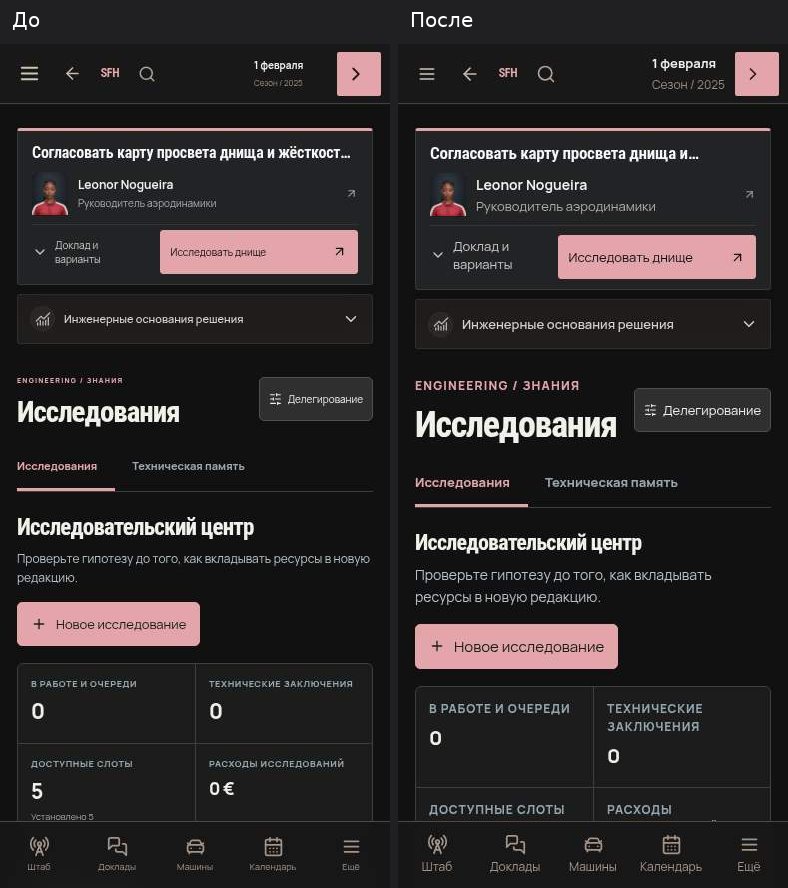 До
SFH
1 февраля
Сезон / 2025
Согласовать карту просвета днища и жёсткост…
Leonor Nogueira
Руководитель аэродинамики
Доклад и
варианты
Исследовать днище
Инженерные основания решения
ENGINEERING / ЗНАНИЯ
Исследования
Делегирование
Исследования
Техническая память
Исследовательский центр
Проверьте гипотезу до того, как вкладывать ресурсы в новую
редакцию.
Новое исследование
В РАБОТЕ И ОЧЕРЕДИ
0
ТЕХНИЧЕСКИЕ ЗАКЛЮЧЕНИЯ
0
ДОСТУПНЫЕ СЛОТЫ
5
Установлено 5
РАСХОДЫ ИССЛЕДОВАНИЙ
0 €
Штаб
Доклады
Машины
Календарь
Ещё
После
SFH
1 февраля
Сезон / 2025
Согласовать карту просвета днища и…
Leonor Nogueira
Руководитель аэродинамики
Доклад и
варианты
Исследовать днище
Инженерные основания решения
ENGINEERING / ЗНАНИЯ
Исследования
Делегирование
Исследования
Техническая память
Исследовательский центр
Проверьте гипотезу до того, как вкладывать
ресурсы в новую редакцию.
Новое исследование
В РАБОТЕ И ОЧЕРЕДИ
0
ТЕХНИЧЕСКИЕ
ЗАКЛЮЧЕНИЯ
0
ДОСТУПНЫЕ СЛОТЫ
РАСХОДЫ
Штаб
Доклады
Машины
Календарь
Ещё